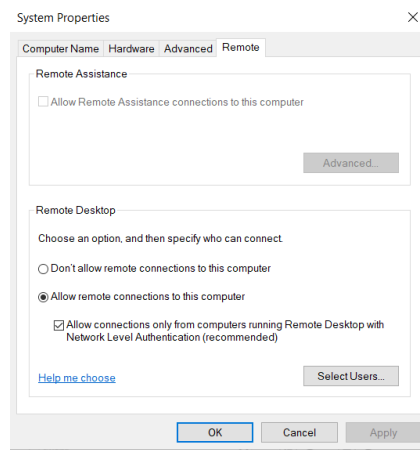 System Properties
Computer Name Hardware Advanced Remote
Remote Assistance
Allow Remote Assistance connections to this computer
Advanced...
Remote Desktop
Choose an option, and then specify who can connect.
Don't allow remote connections to this computer
Allow remote connections to this computer
Allow connections only from computers running Remote Desktop with
Network Level Authentication (recommended)
Help me choose Select Users...
OK Cancel Apply